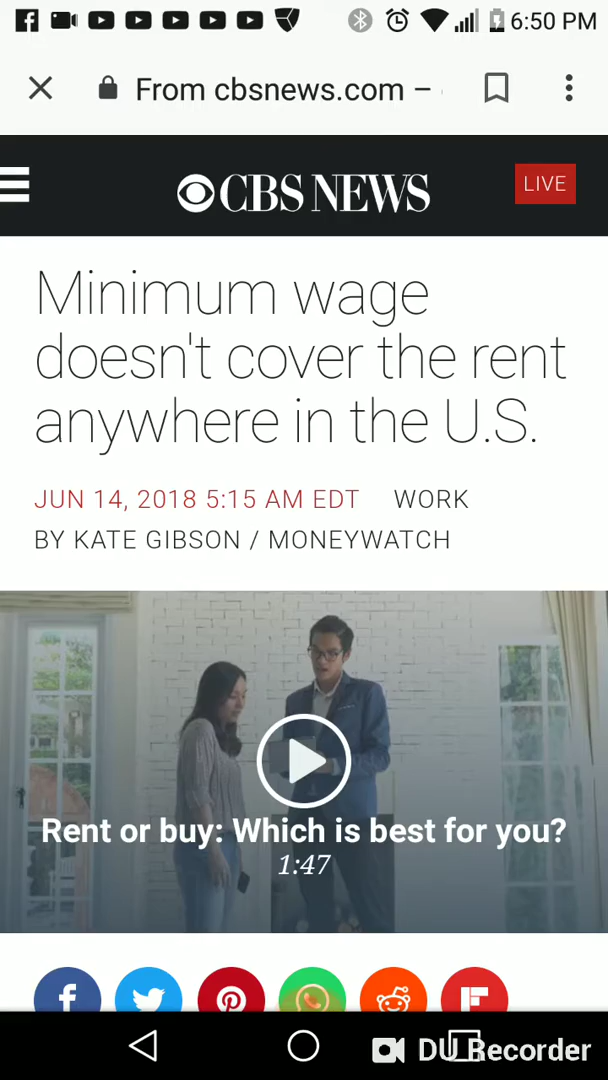 6:50 PM
From cbsnews.com –
CBS NEWS
LIVE
Minimum wage
doesn't cover the rent
anywhere in the U.S.
JUN 14, 2018 5:15 AM EDT WORK
BY KATE GIBSON / MONEYWATCH
Rent or buy: Which is best for you?
1:47
DU Recorder